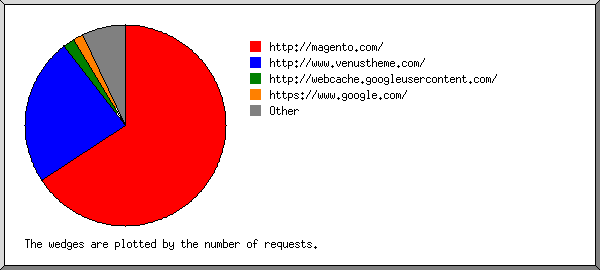 http://magento.com/
http://www.venustheme.com/
http://webcache.googleusercontent.com/
https://www.google.com/
Other
The wedges are plotted by the number of requests.